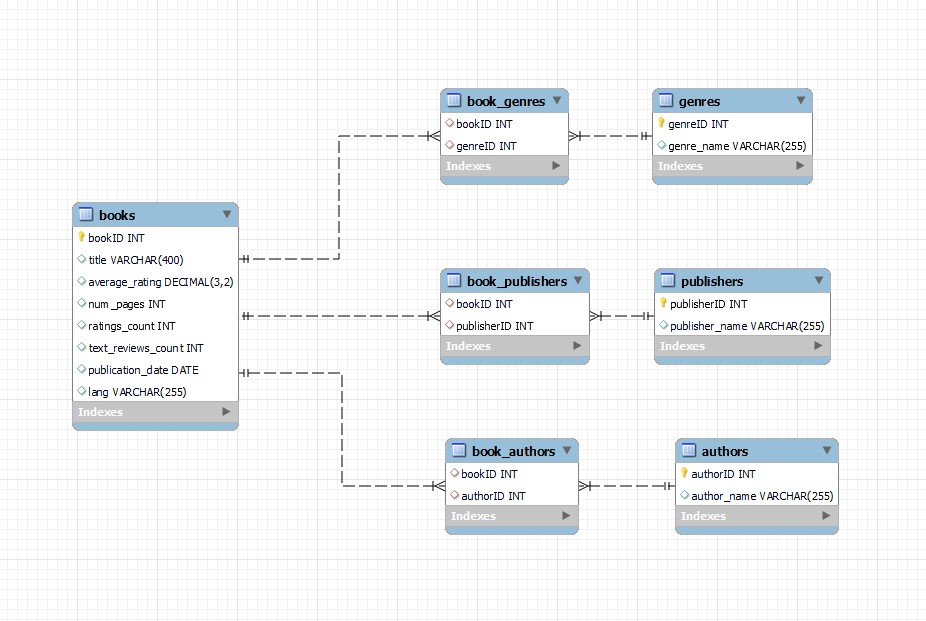 book_genres
bookID INT
genreID INT
Indexes
genres
genreID INT
genre_name VARCHAR(255)
Indexes
books
bookID INT
title VARCHAR(400)
average_rating DECIMAL(3,2)
num_pages INT
ratings_count INT
text_reviews_count INT
publication_date DATE
lang VARCHAR(255)
Indexes
book_publishers
bookID INT
publisherID INT
Indexes
publishers
publisherID INT
publisher_name VARCHAR(255)
Indexes
book_authors
bookID INT
authorID INT
Indexes
authors
authorID INT
author_name VARCHAR(255)
Indexes